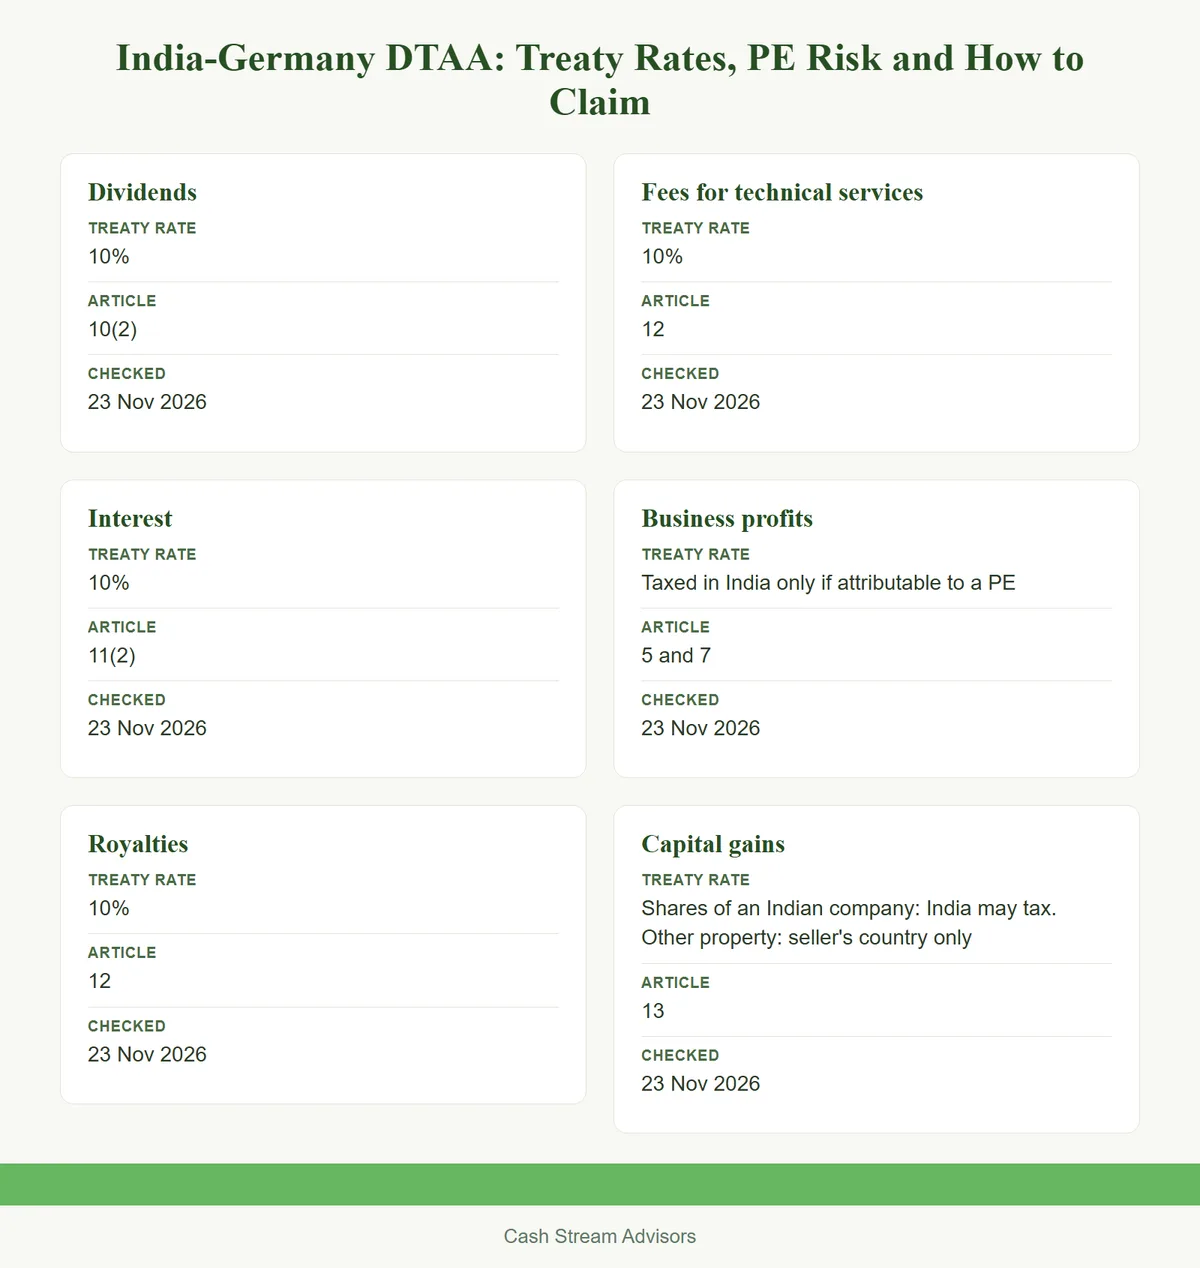 India-Germany DTAA: Treaty Rates, PE Risk and How to
Claim
Dividends
TREATY RATE
10%
ARTICLE
10(2)
CHECKED
23 Nov 2026
Fees for technical services
TREATY RATE
10%
ARTICLE
12
CHECKED
23 Nov 2026
Interest
TREATY RATE
10%
ARTICLE
11(2)
CHECKED
23 Nov 2026
Business profits
TREATY RATE
Taxed in India only if attributable to a PE
ARTICLE
5 and 7
CHECKED
23 Nov 2026
Royalties
TREATY RATE
10%
ARTICLE
12
CHECKED
23 Nov 2026
Capital gains
TREATY RATE
Shares of an Indian company: India may tax.
Other property: seller's country only
ARTICLE
13
CHECKED
23 Nov 2026
Cash Stream Advisors